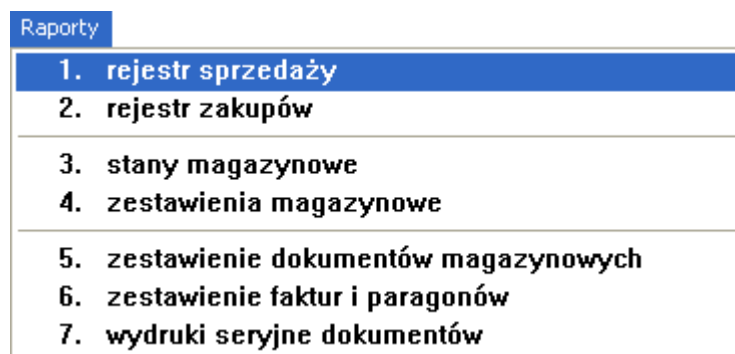 Raporty
1. rejestr sprzedaży
2. rejestr zakupów
3. stany magazynowe
4. zestawienia magazynowe
5. zestawienie dokumentów magazynowych
6. zestawienie faktur i paragonów
7. wydruki seryjne dokumentów